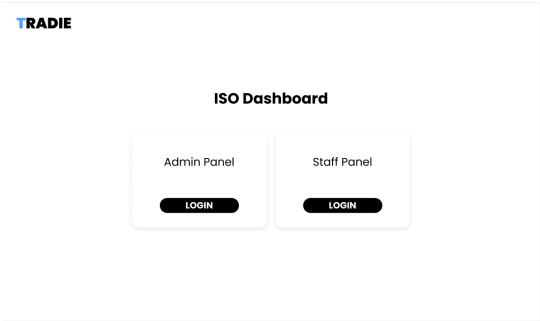 TRADIE
ISO Dashboard
Admin Panel
Staff Panel
LOGIN
LOGIN